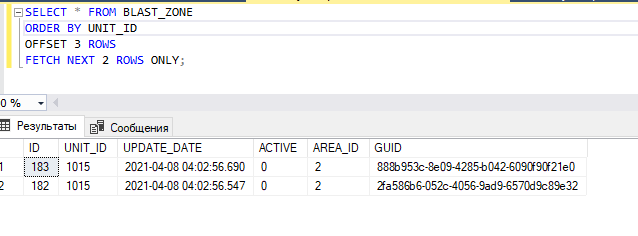 SELECT * FROM BLAST_ZONE
ORDER BY UNIT_ID
OFFSET 3 ROWS
FETCH NEXT 2 ROWS ONLY;
0 %
Результаты Сообщения
ID UNIT_ID UPDATE_DATE ACTIVE AREA_ID GUID
1 183 1015 2021-04-08 04:02:56.690 0 2 888b953c-8e09-4285-b042-6090f90f21e0
2 182 1015 2021-04-08 04:02:56.547 0 2 2fa586b6-052c-4056-9ad9-6570d9c89e32